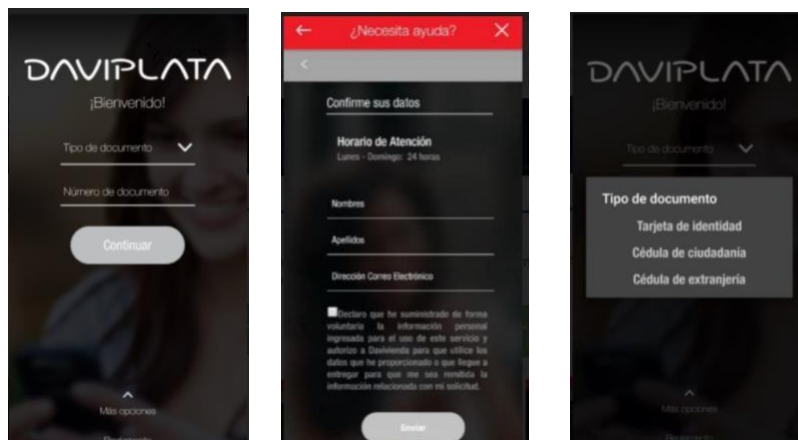 DAVIPLATA
¡Bienvenido!
Tipo de documento
Número de documento
Continuar
Más opciones
¿Necesita ayuda?
Confirme sus datos
Horario de Atención
Lunes - Domingo: 24 horas
Nombres
Apellidos
Dirección Correo Electrónico
Declaro que he suministrado de forma
voluntaria la información personal
ingresada para el uso de este servicio y
autorizo a Davivienda para que utilice los
datos que he proporcionado o que llegue a
entregar para que me sea remitida la
información relacionada con mi solicitud.
Enviar
DAVIPLATA
¡Bienvenido!
Tipo de documento
Tipo de documento
Tarjeta de identidad
Cédula de ciudadanía
Cédula de extranjería
Más opciones